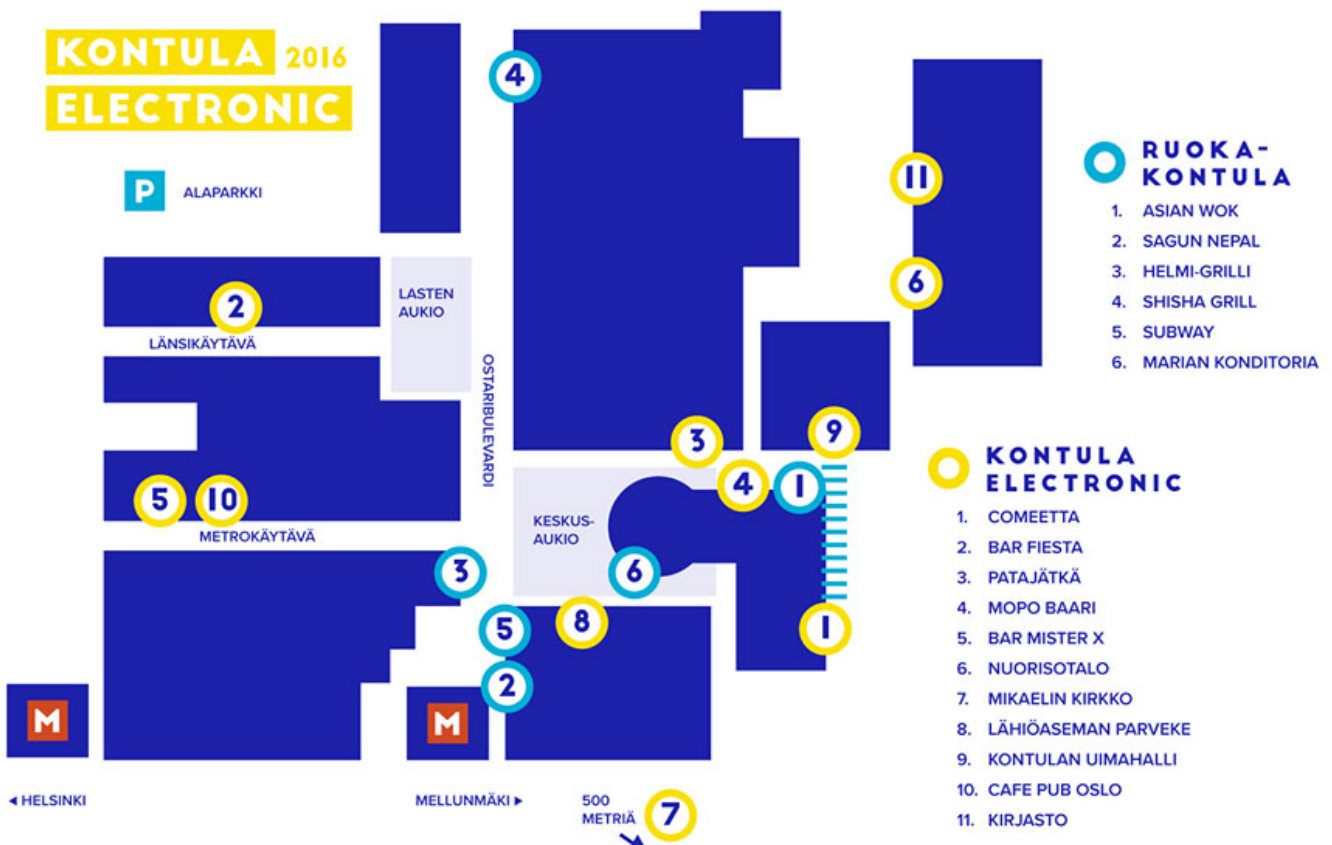 KONTULA 2016
ELECTRONIC
P ALAPARKKI
4
11
6
2
LÄNSIKÄYTÄVÄ
LASTEN
AUKIO
OSTARIBULEVARDI
3
9
4
1
5
10
METROKÄYTÄVÄ
KESKUS-
AUKIO
3
6
5
8
1
2
M
M
◄ HELSINKI
MELLUNMÄKI ►
500
METRIÄ
7
RUOKA-
KONTULA
1. ASIAN WOK
2. SAGUN NEPAL
3. HELMI-GRILLI
4. SHISHA GRILL
5. SUBWAY
6. MARIAN KONDITORIA
KONTULA
ELECTRONIC
1. COMEETTA
2. BAR FIESTA
3. PATAJÄTKÄ
4. MOPO BAARI
5. BAR MISTER X
6. NUORISOTALO
7. MIKAELIN KIRKKO
8. LÄHIÖASEMAN PARVEKE
9. KONTULAN UIMAHALLI
10. CAFE PUB OSLO
11. KIRJASTO